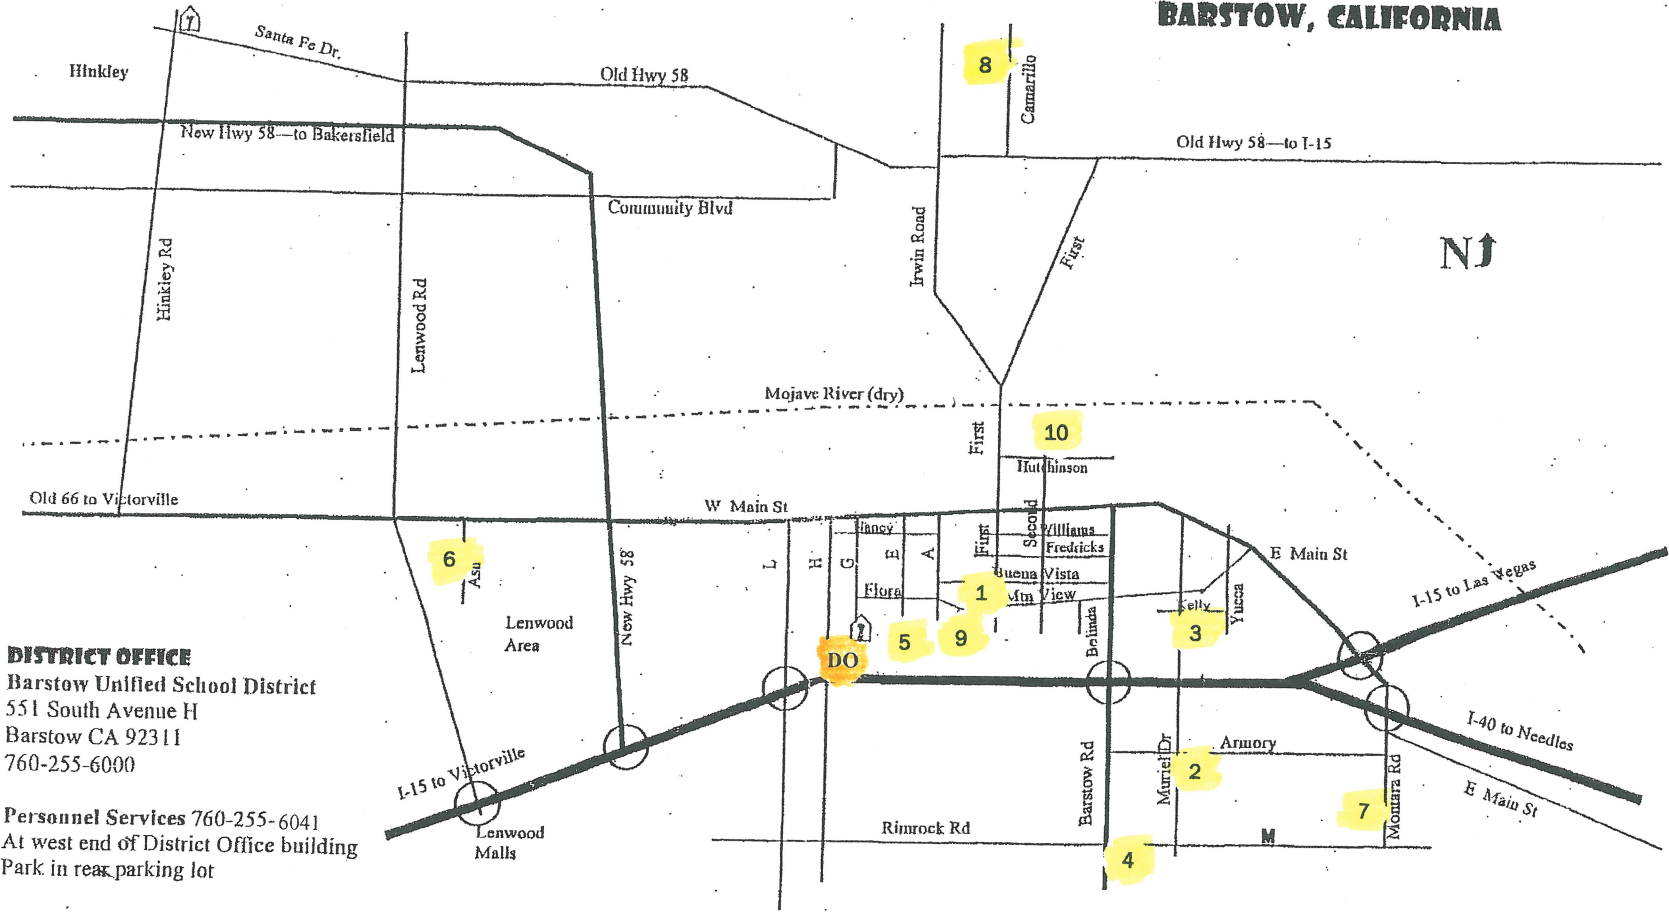 BARSTOW, CALIFORNIA
Santa Fe Dr.
Hinkley
Old Hwy 58
8
Camarillo
New Hwy 58—to Bakersfield
Old Hwy 58—to I-15
Community Blvd
Hinkley Rd
Lenwood Rd
Irwin Road
First
N
Mojave River (dry)
First
10
Hutchinson
Old 66 to Victorville
W Main St
Second
Nancy
Williams
First
Fredricks
E Main St
6
Ash
New Hwy 58
L
H
G
E
A
Buena Vista
Flora
1
Mtn View
Kelly
Yucca
I-15 to Las Vegas
Lenwood
Area
5
9
Belinda
3
DO
DISTRICT OFFICE
Barstow Unified School District
551 South Avenue H
Barstow CA 92311
760-255-6000
I-15 to Victorville
I-40 to Needles
Armory
Barstow Rd
Muriel Dr
2
7
Montara Rd
E Main St
Personnel Services 760-255-6041
At west end of District Office building
Park in rear parking lot
Lenwood
Malls
Rimrock Rd
M
4